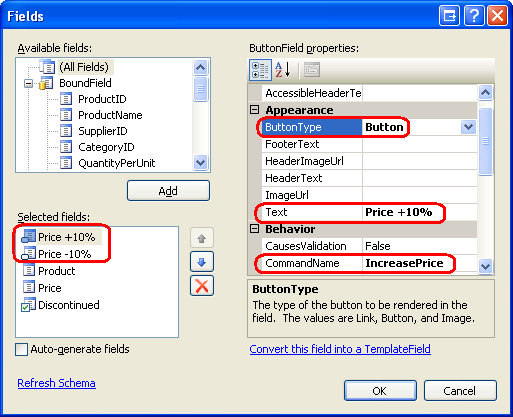 Fields
Available fields:
(All Fields)
BoundField
ProductID
ProductName
SupplierID
CategoryID
QuantityPerUnit
Add
Selected fields:
Price +10%
Price -10%
Product
Price
Discontinued
Auto-generate fields
Refresh Schema
ButtonField properties:
AccessibleHeaderTe
Appearance
ButtonType Button
FooterText
HeaderImageUrl
HeaderText
ImageUrl
Text Price +10%
Behavior
CausesValidation False
CommandName IncreasePrice
ButtonType
The type of the button to be rendered in the
field. The values are Link, Button, and Image.
Convert this field into a TemplateField
OK Cancel